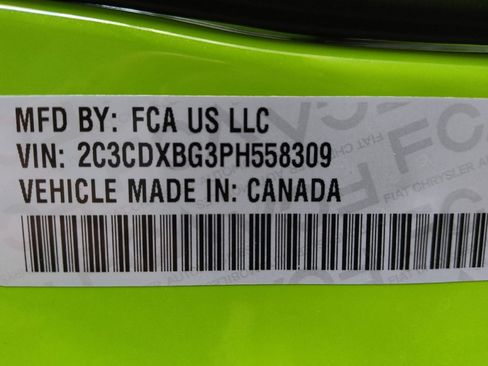 MFD BY: FCA US LLC
VIN: 2C3CDXBG3PH558309
VEHICLE MADE IN: CANADA